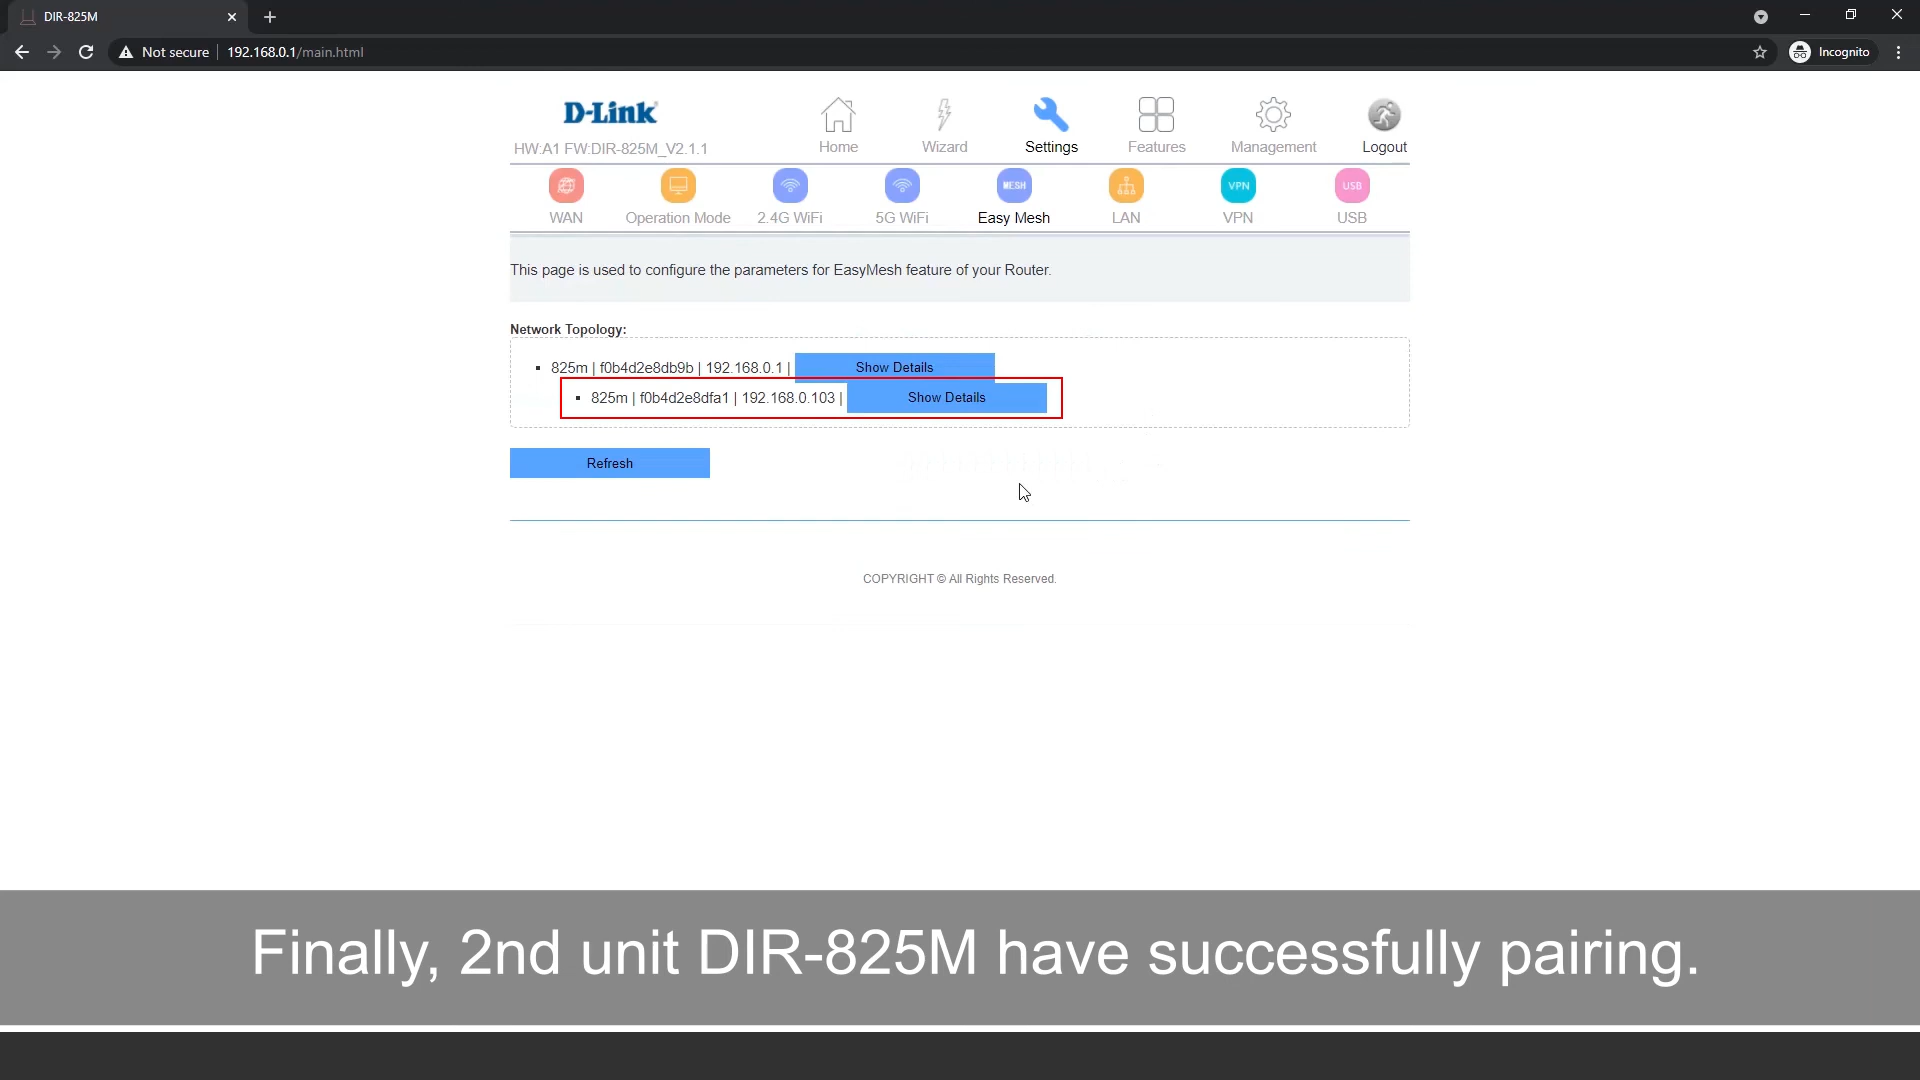 DIR-825M
Not secure 192.168.0.1/main.html Incognito
D-Link
HW:A1 FW:DIR-825M_V2.1.1
Home Wizard Settings Features Management Logout
MESH VPN USB
WAN Operation Mode 2.4G WiFi 5G WiFi Easy Mesh LAN VPN USB
This page is used to configure the parameters for EasyMesh feature of your Router.
Network Topology:
825m | f0b4d2e8db9b | 192.168.0.1 | Show Details
825m | f0b4d2e8dfa1 | 192.168.0.103 | Show Details
Refresh
COPYRIGHT © All Rights Reserved.
Finally, 2nd unit DIR-825M have successfully pairing.